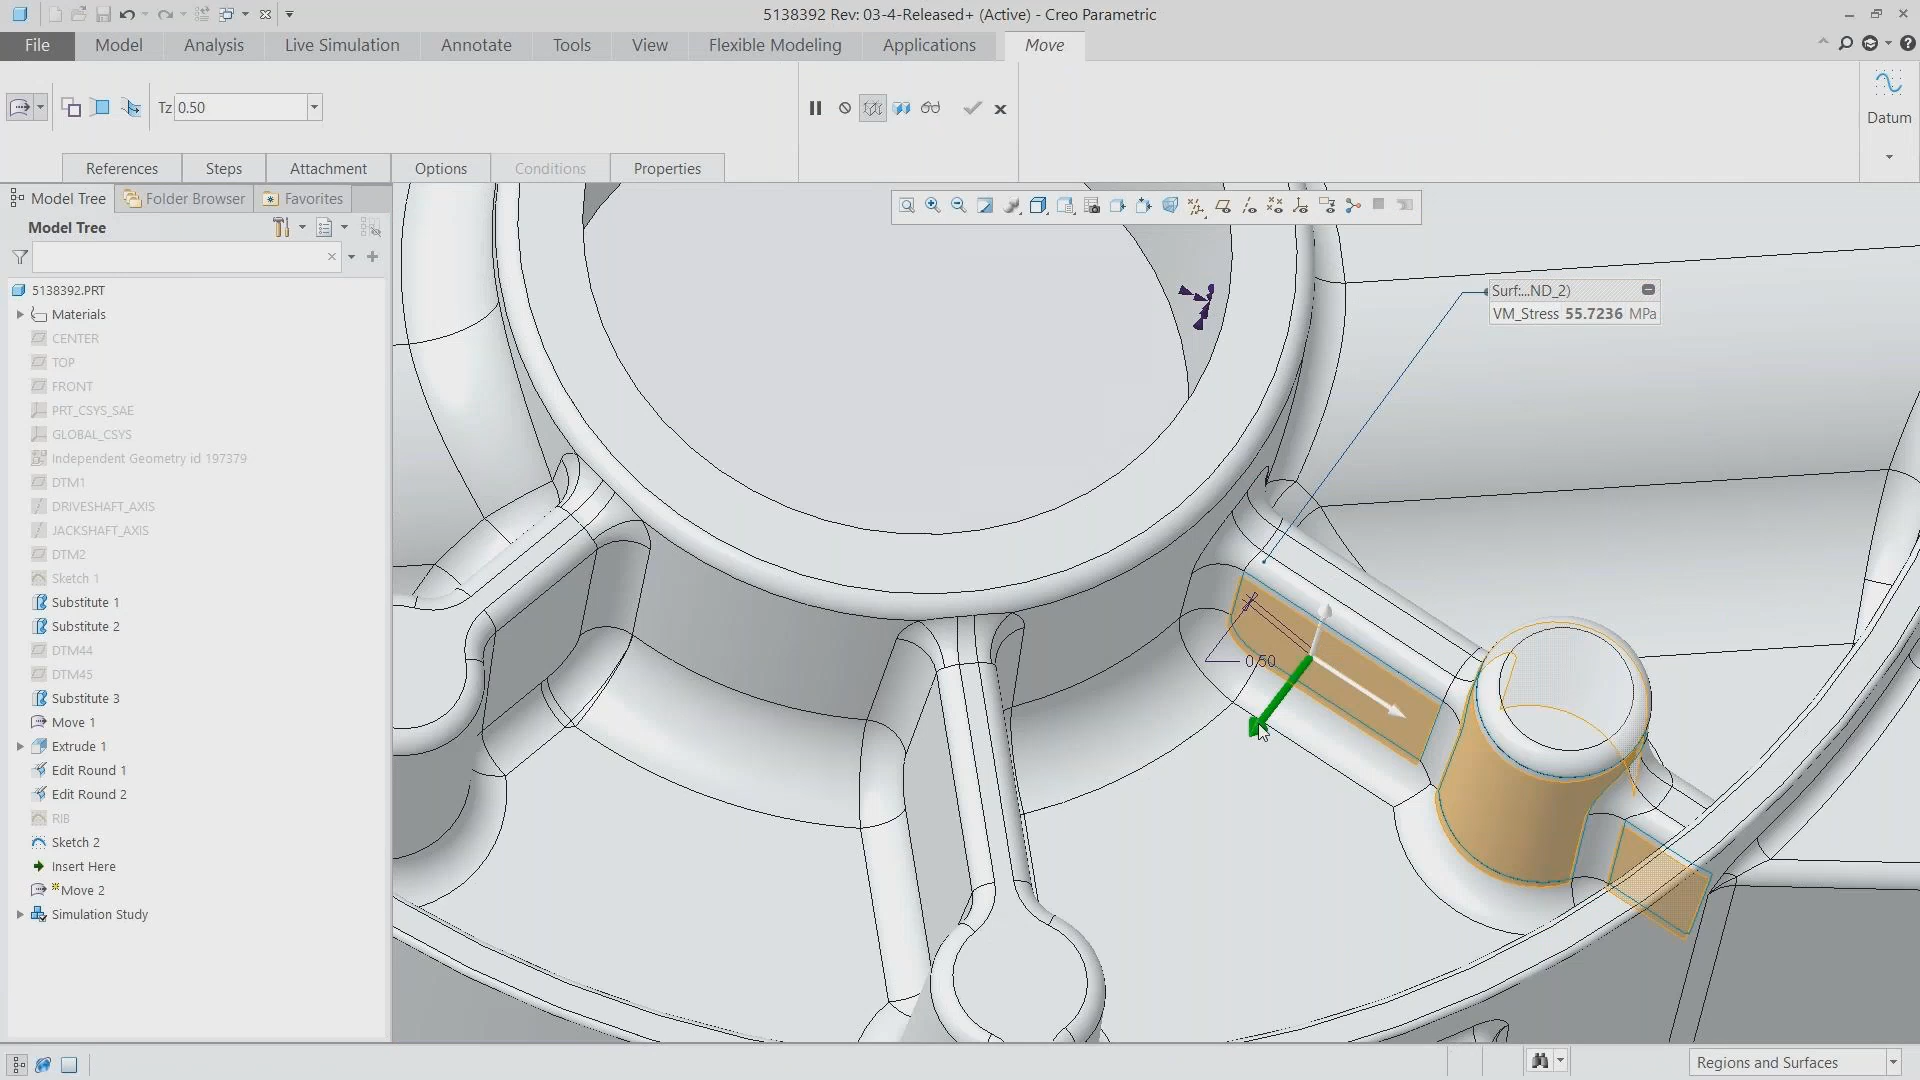 5138392 Rev: 03-4-Released+ (Active) - Creo Parametric
File Model Analysis Live Simulation Annotate Tools View Flexible Modeling Applications Move
Tz 0.50
Datum
References Steps Attachment Options Conditions Properties
Model Tree Folder Browser Favorites
Model Tree
5138392.PRT
Materials
CENTER
TOP
FRONT
PRT_CSYS_SAE
GLOBAL_CSYS
Independent Geometry id 197379
DTM1
DRIVESHAFT_AXIS
JACKSHAFT_AXIS
DTM2
Sketch 1
Substitute 1
Substitute 2
DTM44
DTM45
Substitute 3
Move 1
Extrude 1
Edit Round 1
Edit Round 2
RIB
Sketch 2
Insert Here
Move 2
Simulation Study
Surf:...ND_2)
VM_Stress 55.7236 MPa
0.50
Regions and Surfaces